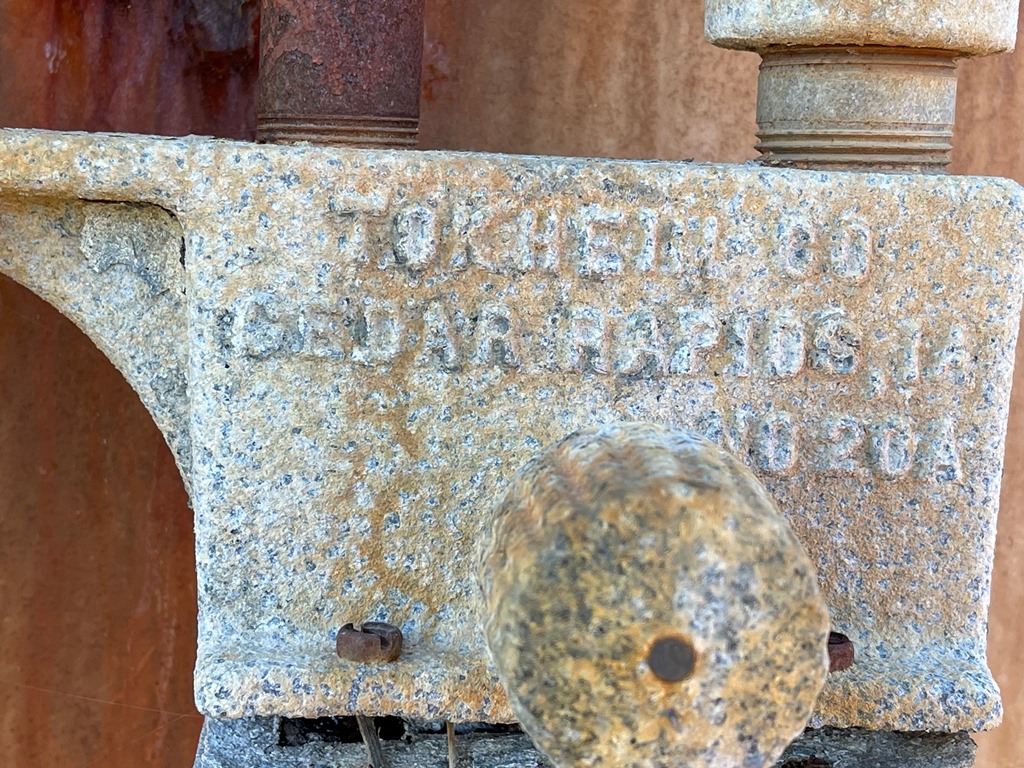 TOKHEIM CO
CEDAR RAPIDS, IA
NO 20A